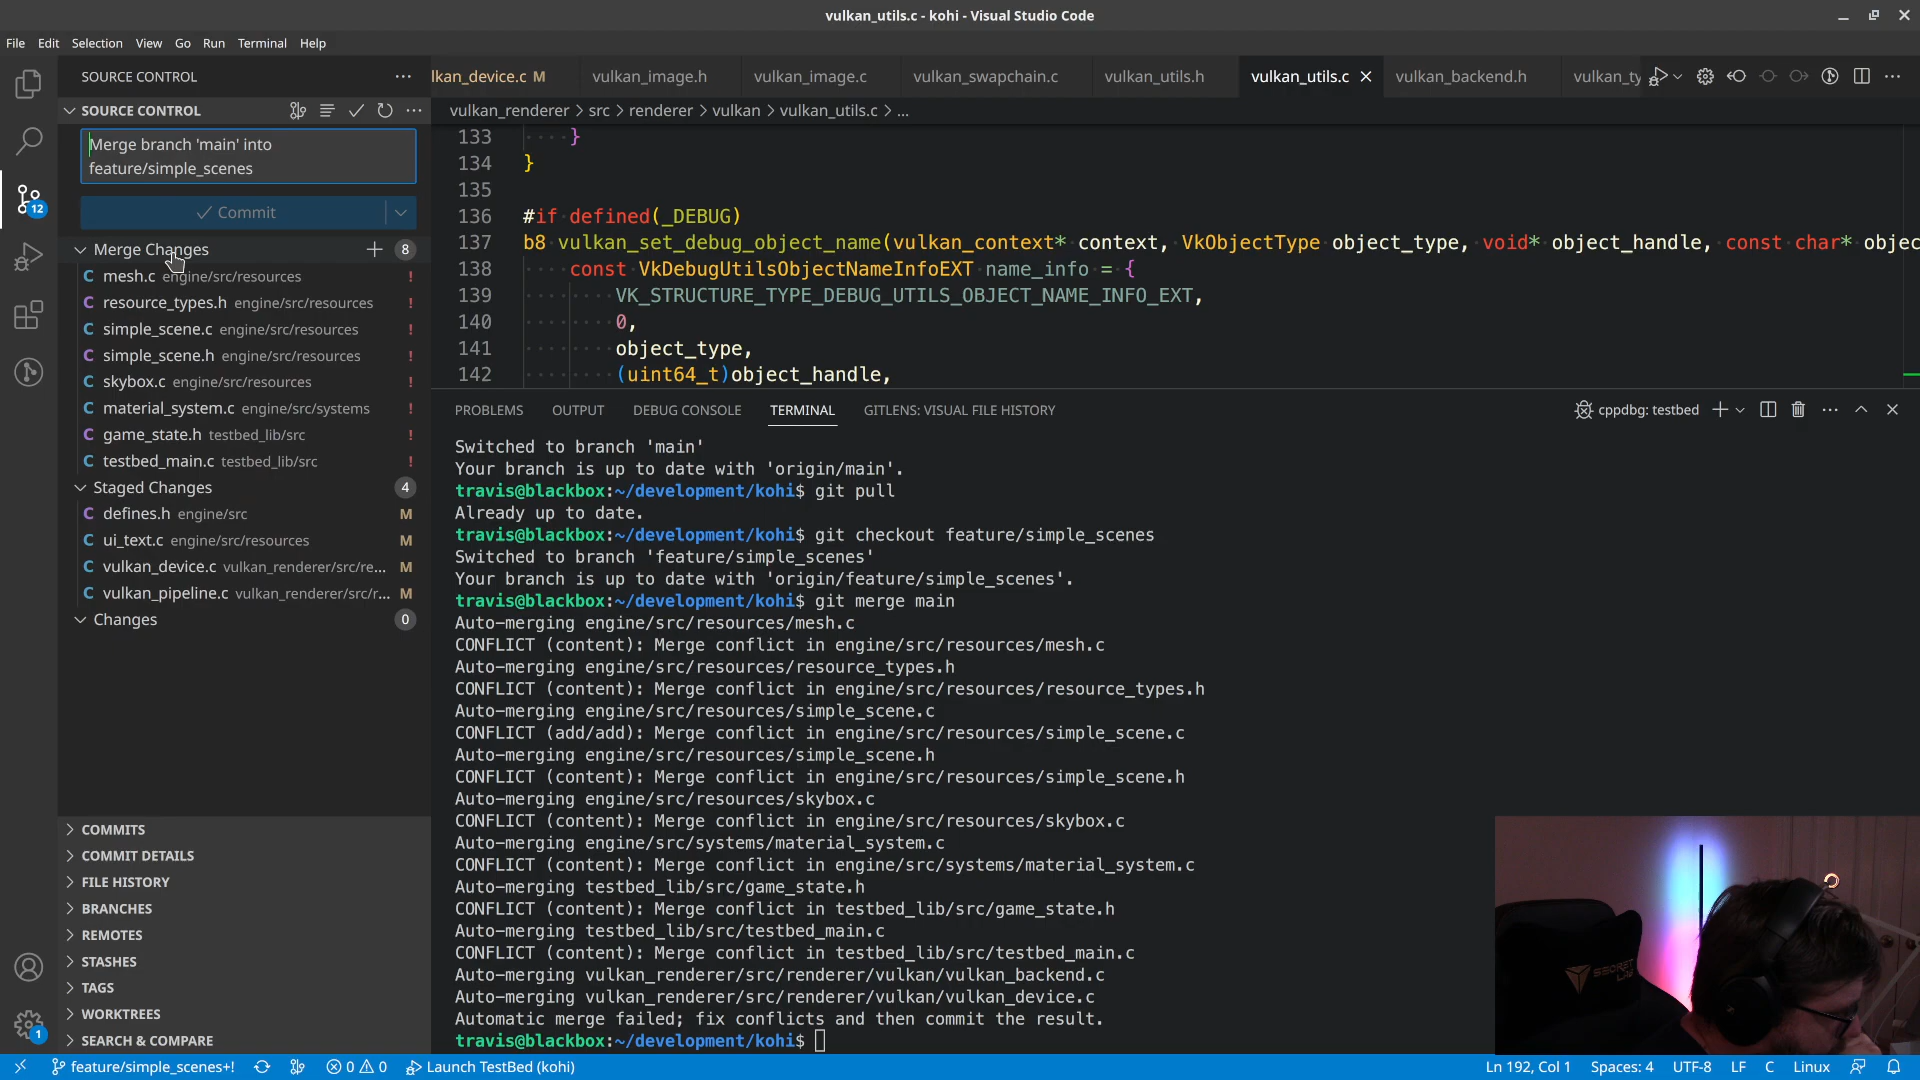 vulkan_utils.c - kohi - Visual Studio Code
File Edit Selection View Go Run Terminal Help
SOURCE CONTROL
lkan_device.c M vulkan_image.h vulkan_image.c vulkan_swapchain.c vulkan_utils.h vulkan_utils.c vulkan_backend.h vulkan_ty
SOURCE CONTROL
vulkan_renderer > src > renderer > vulkan > vulkan_utils.c > ...
Merge branch 'main' into
feature/simple_scenes
Commit
Merge Changes 8
mesh.c engine/src/resources !
resource_types.h engine/src/resources !
simple_scene.c engine/src/resources !
simple_scene.h engine/src/resources !
skybox.c engine/src/resources !
material_system.c engine/src/systems !
game_state.h testbed_lib/src !
testbed_main.c testbed_lib/src !
Staged Changes 4
defines.h engine/src M
ui_text.c engine/src/resources M
vulkan_device.c vulkan_renderer/src/re... M
vulkan_pipeline.c vulkan_renderer/src/r... M
Changes 0
COMMITS
COMMIT DETAILS
FILE HISTORY
BRANCHES
REMOTES
STASHES
TAGS
WORKTREES
SEARCH & COMPARE
12
1
133 }
134 }
135
136 #if defined(_DEBUG)
137 b8 vulkan_set_debug_object_name(vulkan_context* context, VkObjectType object_type, void* object_handle, const char* objec
138 const VkDebugUtilsObjectNameInfoEXT name_info = {
139 VK_STRUCTURE_TYPE_DEBUG_UTILS_OBJECT_NAME_INFO_EXT,
140 0,
141 object_type,
142 (uint64_t)object_handle,
PROBLEMS OUTPUT DEBUG CONSOLE TERMINAL GITLENS: VISUAL FILE HISTORY cppdbg: testbed
Switched to branch 'main'
Your branch is up to date with 'origin/main'.
travis@blackbox:~/development/kohi$ git pull
Already up to date.
travis@blackbox:~/development/kohi$ git checkout feature/simple_scenes
Switched to branch 'feature/simple_scenes'
Your branch is up to date with 'origin/feature/simple_scenes'.
travis@blackbox:~/development/kohi$ git merge main
Auto-merging engine/src/resources/mesh.c
CONFLICT (content): Merge conflict in engine/src/resources/mesh.c
Auto-merging engine/src/resources/resource_types.h
CONFLICT (content): Merge conflict in engine/src/resources/resource_types.h
Auto-merging engine/src/resources/simple_scene.c
CONFLICT (add/add): Merge conflict in engine/src/resources/simple_scene.c
Auto-merging engine/src/resources/simple_scene.h
CONFLICT (content): Merge conflict in engine/src/resources/simple_scene.h
Auto-merging engine/src/resources/skybox.c
CONFLICT (content): Merge conflict in engine/src/resources/skybox.c
Auto-merging engine/src/systems/material_system.c
CONFLICT (content): Merge conflict in engine/src/systems/material_system.c
Auto-merging testbed_lib/src/game_state.h
CONFLICT (content): Merge conflict in testbed_lib/src/game_state.h
Auto-merging testbed_lib/src/testbed_main.c
CONFLICT (content): Merge conflict in testbed_lib/src/testbed_main.c
Auto-merging vulkan_renderer/src/renderer/vulkan/vulkan_backend.c
Auto-merging vulkan_renderer/src/renderer/vulkan/vulkan_device.c
Automatic merge failed; fix conflicts and then commit the result.
travis@blackbox:~/development/kohi$
feature/simple_scenes+! 0 0 Launch TestBed (kohi) Ln 192, Col 1 Spaces: 4 UTF-8 LF C Linux